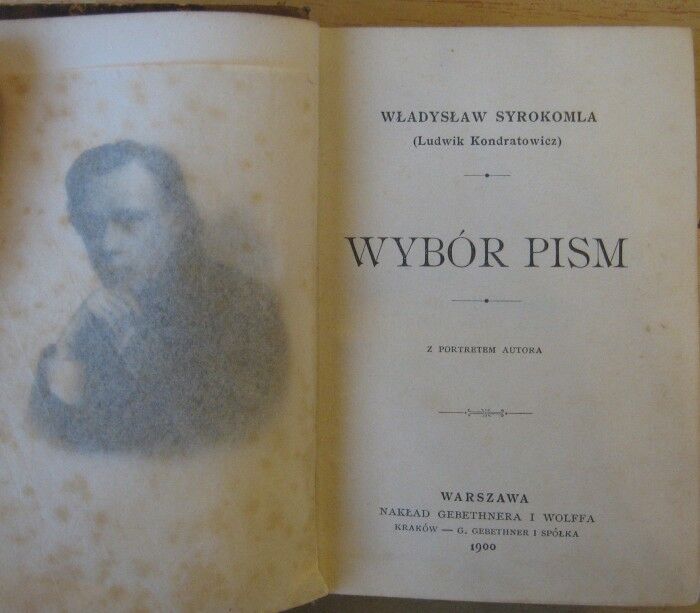 WŁADYSŁAW SYROKOMLA
(Ludwik Kondratowicz)
WYBÓR PISM
Z PORTRETEM AUTORA
WARSZAWA
NAKŁAD GEBETHNERA I WOLFFA
KRAKÓW — G. GEBETHNER I SPÓŁKA
1900